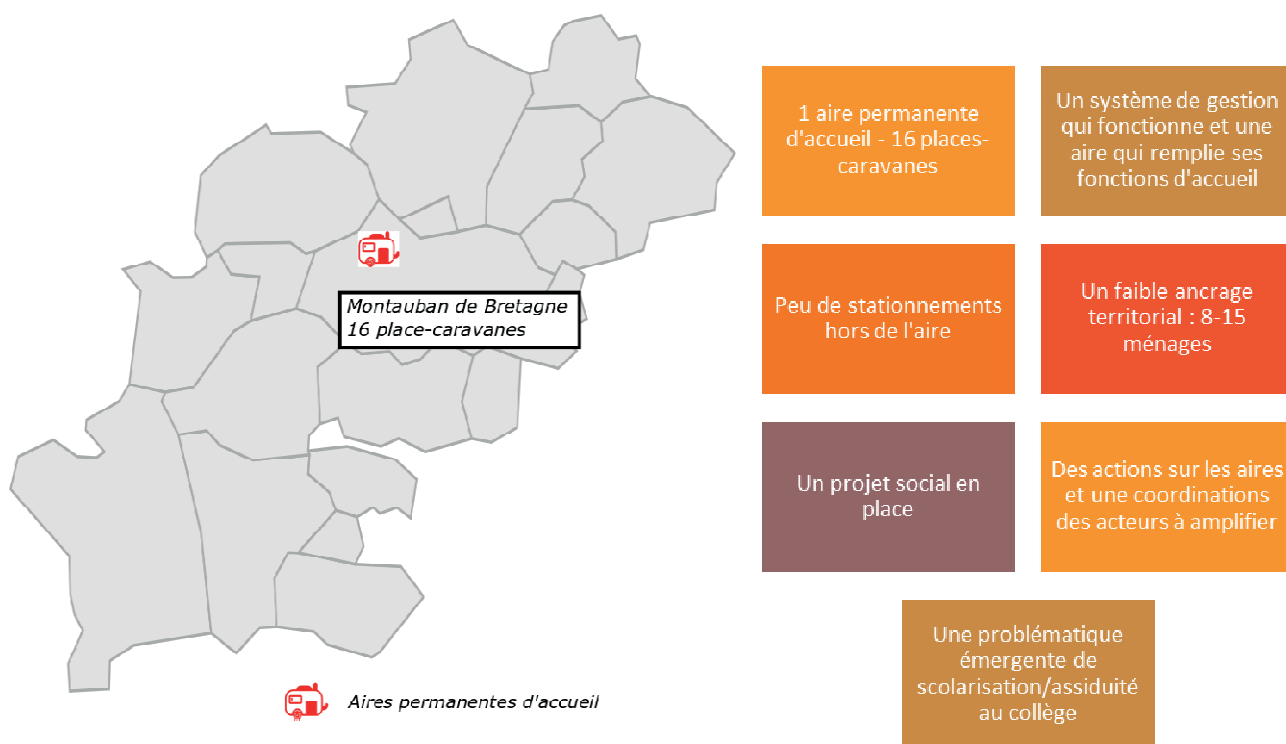 Montauban de Bretagne
16 place-caravanes
Aires permanentes d'accueil
1 aire permanente
d'accueil - 16 places-
caravanes
Un système de gestion
qui fonctionne et une
aire qui remplie ses
fonctions d'accueil
Peu de stationnements
hors de l'aire
Un faible ancrage
territorial : 8-15
ménages
Un projet social en
place
Des actions sur les aires
et une coordinations
des acteurs à amplifier
Une problématique
émergente de
scolarisation/assiduité
au collège